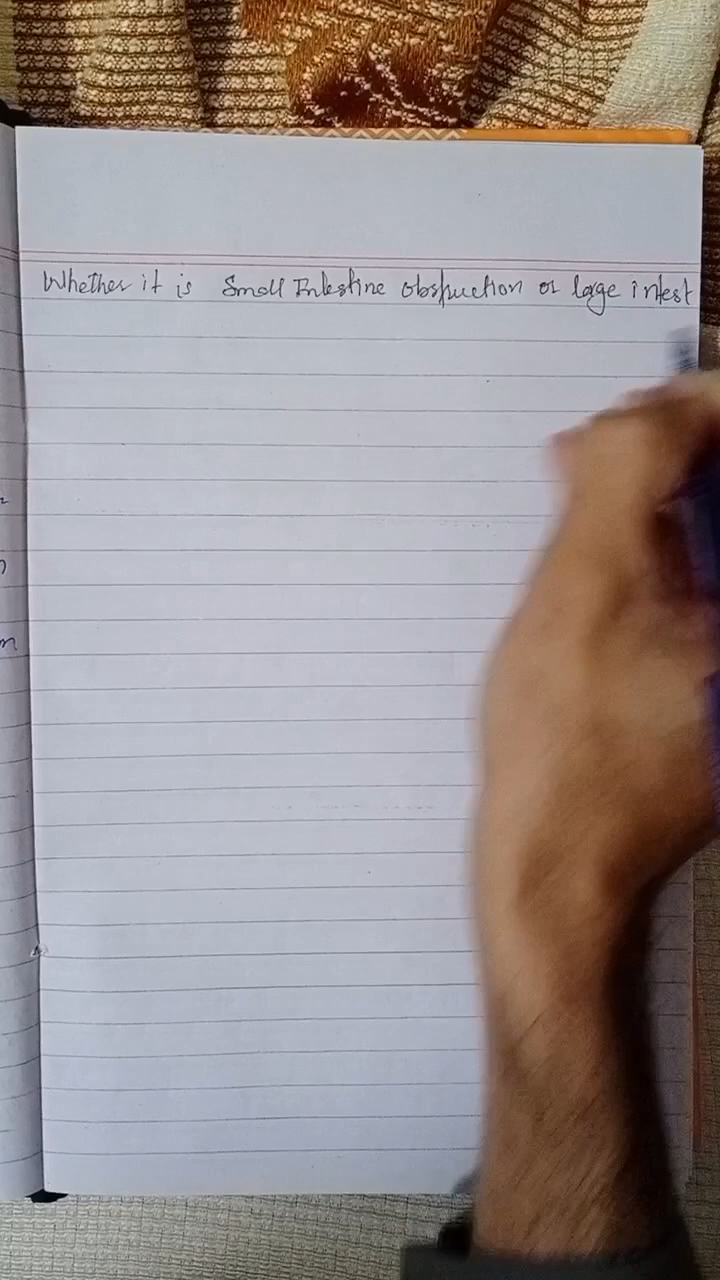 Whether it is Small Intestine obstruction or large intest